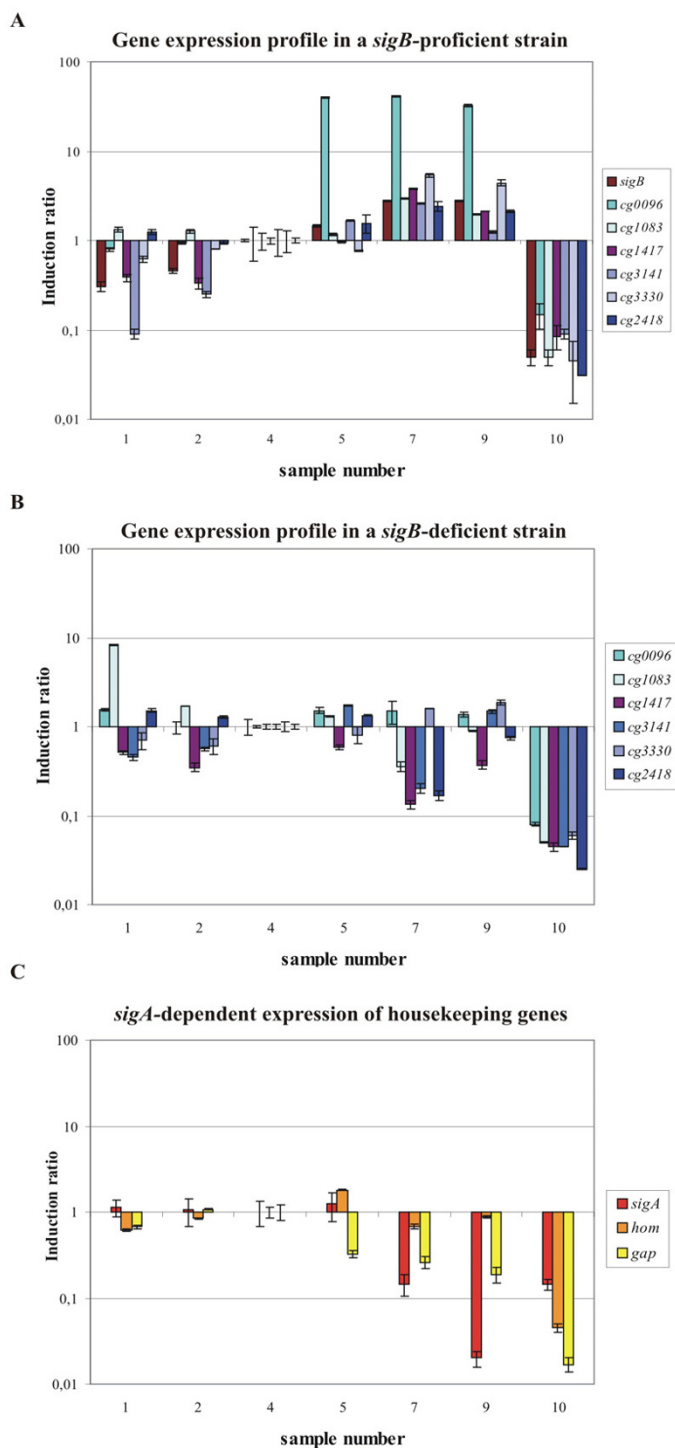 A
Gene expression profile in a sigB-proficient strain
100
10
1
0,1
0,01
Induction ratio
1 2 4 5 7 9 10
sample number
sigB
cg0096
cg1083
cg1417
cg3141
cg3330
cg2418
B
Gene expression profile in a sigB-deficient strain
100
10
1
0,1
0,01
Induction ratio
1 2 4 5 7 9 10
sample number
cg0096
cg1083
cg1417
cg3141
cg3330
cg2418
C
sigA-dependent expression of housekeeping genes
100
10
1
0,1
0,01
Induction ratio
1 2 4 5 7 9 10
sample number
sigA
hom
gap